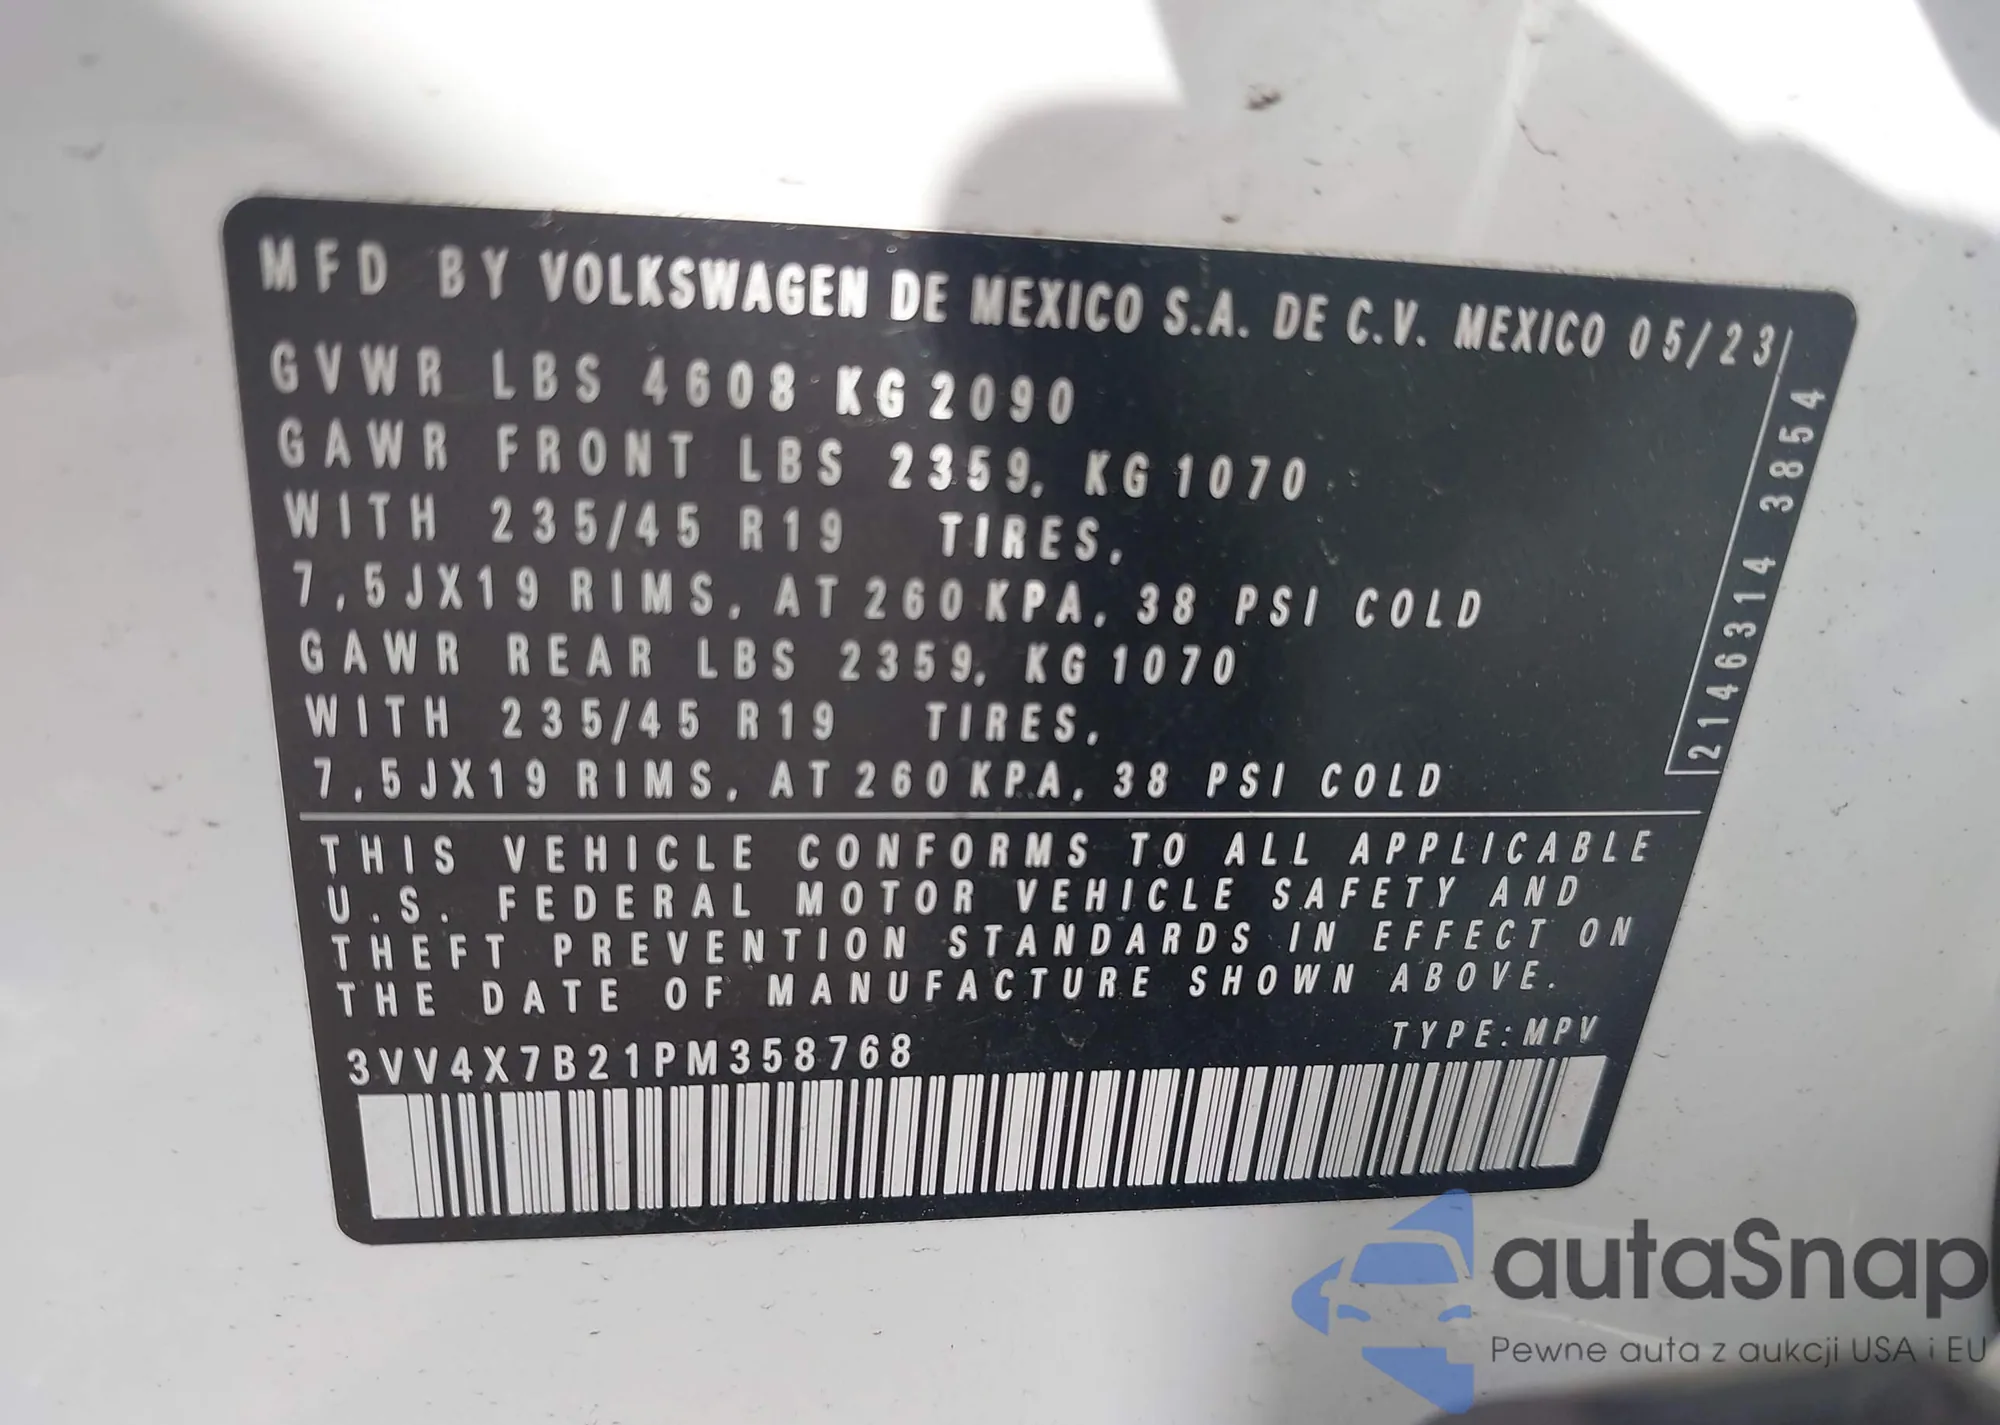 MFD BY VOLKSWAGEN DE MEXICO S.A. DE C.V. MEXICO 05/23
GVWR LBS 4608 KG 2090
GAWR FRONT LBS 2359, KG 1070
WITH 235/45 R19 TIRES,
7,5JX19 RIMS, AT 260 KPA, 38 PSI COLD
GAWR REAR LBS 2359, KG 1070
WITH 235/45 R19 TIRES,
7,5JX19 RIMS, AT 260 KPA, 38 PSI COLD
2146314 3854
THIS VEHICLE CONFORMS TO ALL APPLICABLE
U.S. FEDERAL MOTOR VEHICLE SAFETY AND
THEFT PREVENTION STANDARDS IN EFFECT ON
THE DATE OF MANUFACTURE SHOWN ABOVE.
3VV4X7B21PM358768 TYPE: MPV
autaSnap
Pewne auta z aukcji USA i EU